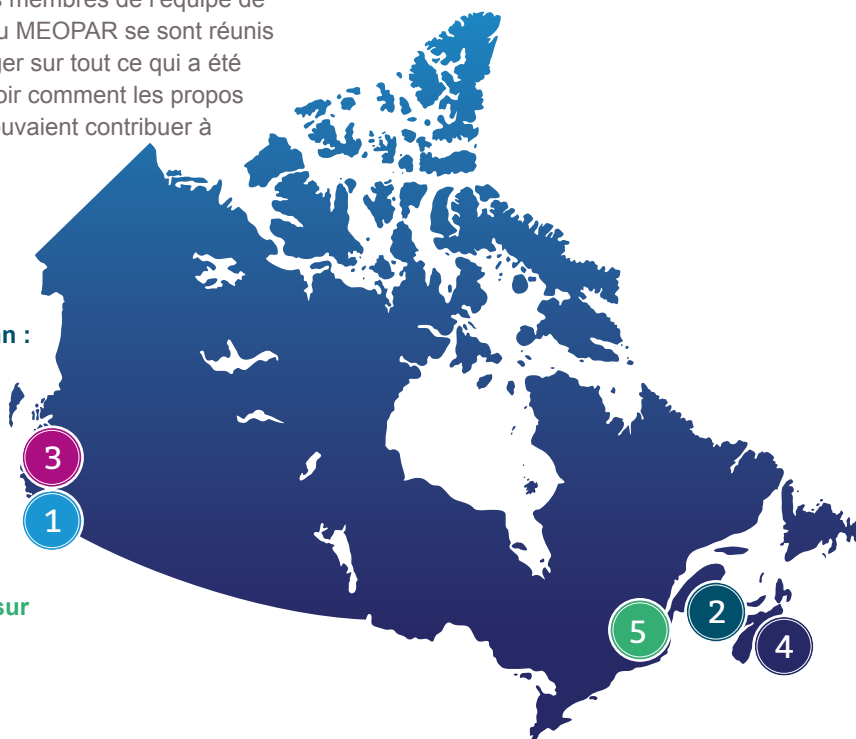 s membres de l'équipe de
u MEOPAR se sont réunis
ger sur tout ce qui a été
oir comment les propos
ouvaient contribuer à
n :
3
1
sur
5
2
4